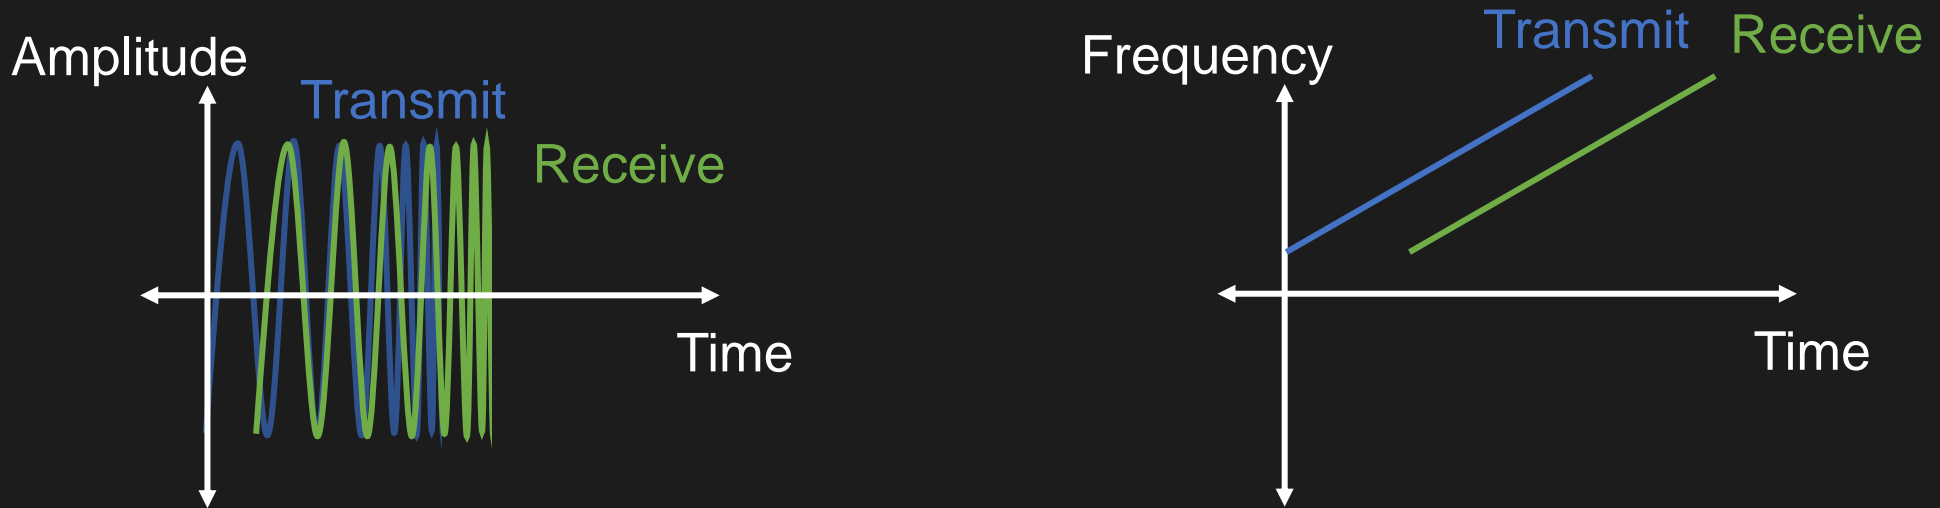 Amplitude
Transmit
Receive
Time
Frequency
Transmit
Receive
Time